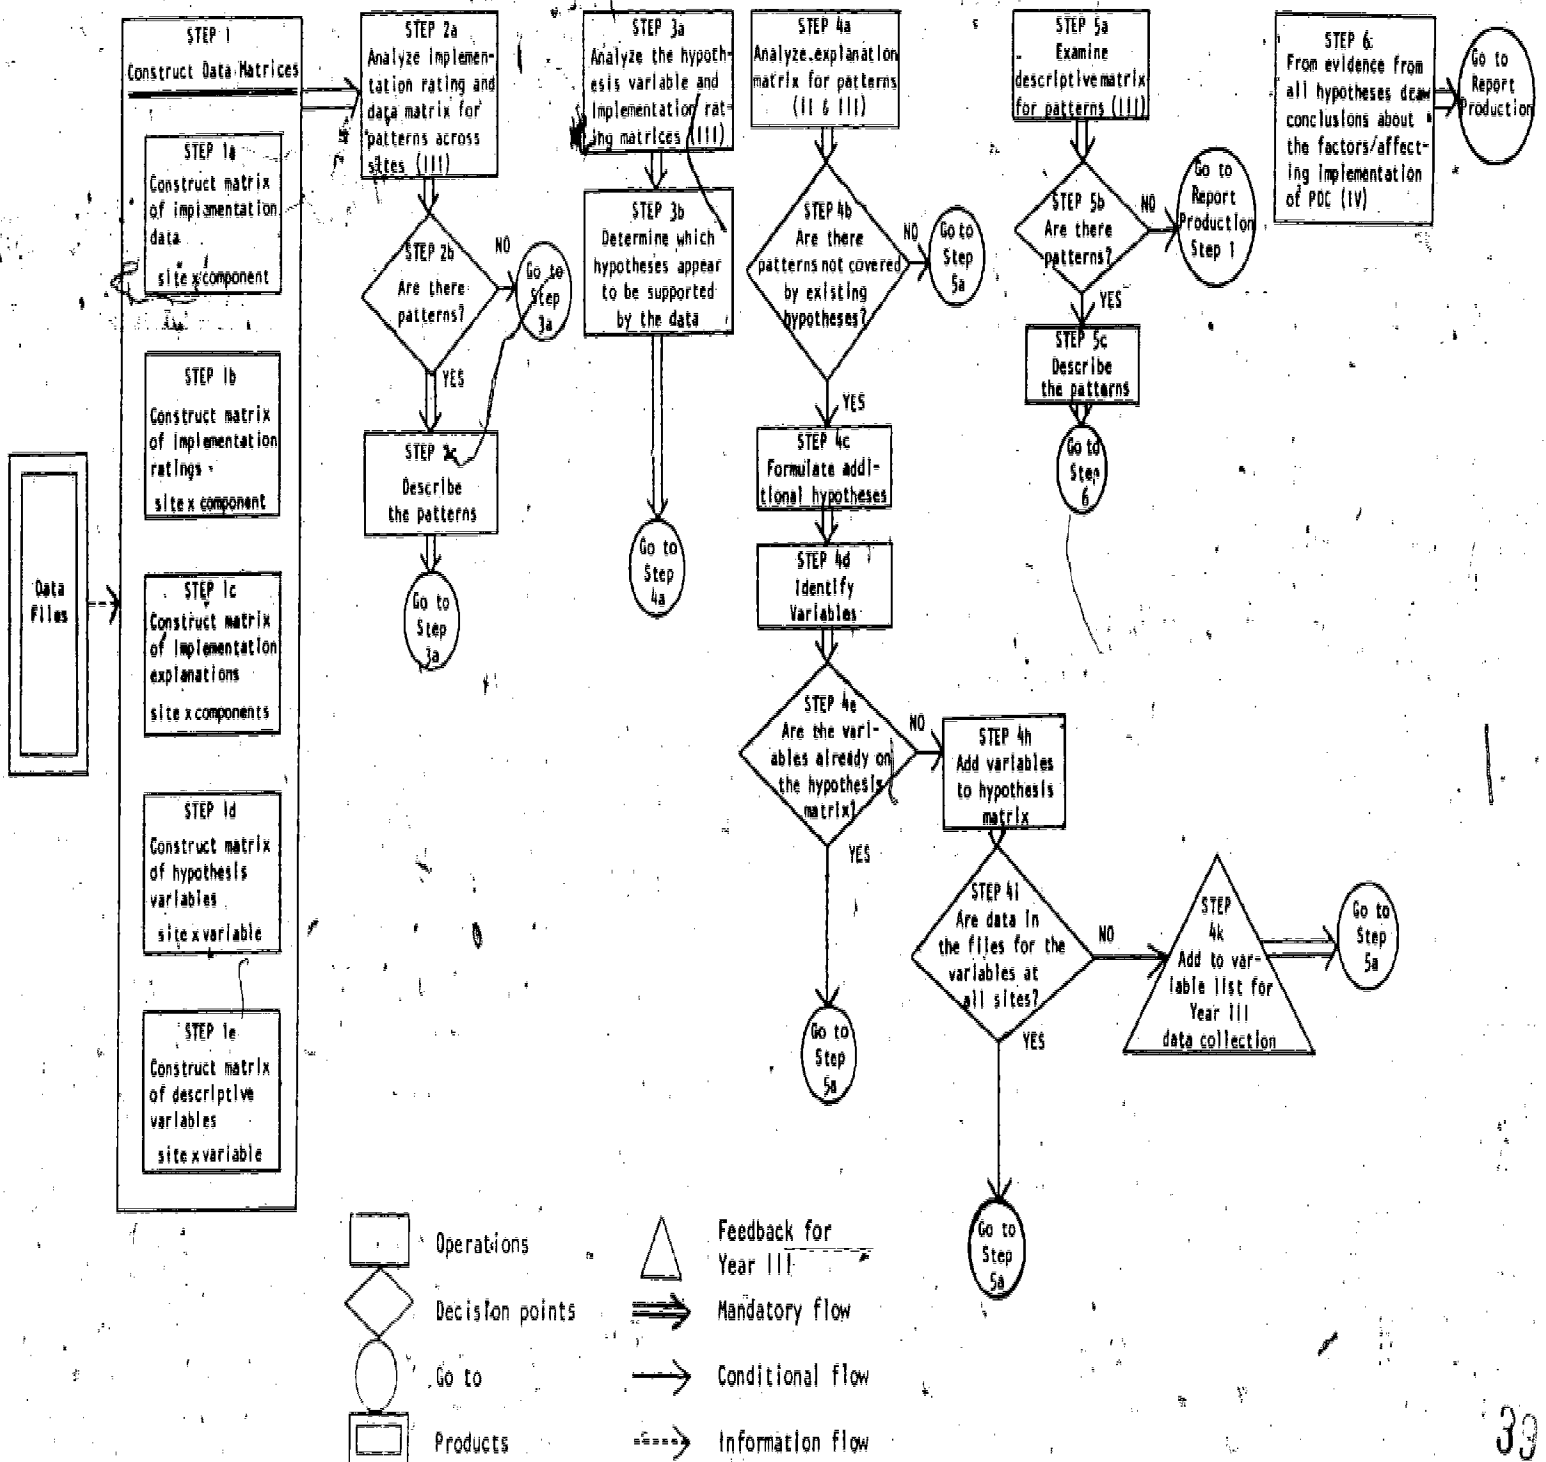 STEP 1
Construct Data Matrices
STEP 1a
Construct matrix
of implementation
data
site x component
STEP 1b
Construct matrix
of implementation
ratings
site x component
STEP 1c
Construct matrix
of implementation
explanations
site x components
STEP 1d
Construct matrix
of hypothesis
variables
site x variable
STEP 1e
Construct matrix
of descriptive
variables
site x variable
Data
Files
STEP 2a
Analyze implemen-
tation rating and
data matrix for
patterns across
sites (III)
STEP 2b
Are there
patterns?
NO
Go to
Step
3a
YES
STEP 2c
Describe
the patterns
Go to
Step
3a
STEP 3a
Analyze the hypoth-
esis variable and
implementation rat-
ing matrices (III)
STEP 3b
Determine which
hypotheses appear
to be supported
by the data
Go to
Step
4a
STEP 4a
Analyze explanation
matrix for patterns
(II & III)
STEP 4b
Are there
patterns not covered
by existing
hypotheses?
NO
Go to
Step
5a
YES
STEP 4c
Formulate addi-
tional hypotheses
STEP 4d
Identify
Variables
STEP 4e
Are the vari-
ables already on
the hypothesis
matrix?
NO
YES
Go to
Step
5a
STEP 4h
Add variables
to hypothesis
matrix
STEP 4i
Are data in
the files for the
variables at
all sites?
NO
YES
Go to
Step
5a
STEP
4k
Add to var-
iable list for
Year III
data collection
Go to
Step
5a
STEP 5a
Examine
descriptive matrix
for patterns (III)
STEP 5b
Are there
patterns?
NO
Go to
Report
Production
Step 1
YES
STEP 5c
Describe
the patterns
Go to
Step
6
STEP 6:
From evidence from
all hypotheses draw
conclusions about
the factors/affect-
ing implementation
of PDC (IV)
Go to
Report
Production
Operations
Decision points
Go to
Products
Feedback for
Year III
Mandatory flow
Conditional flow
Information flow
39